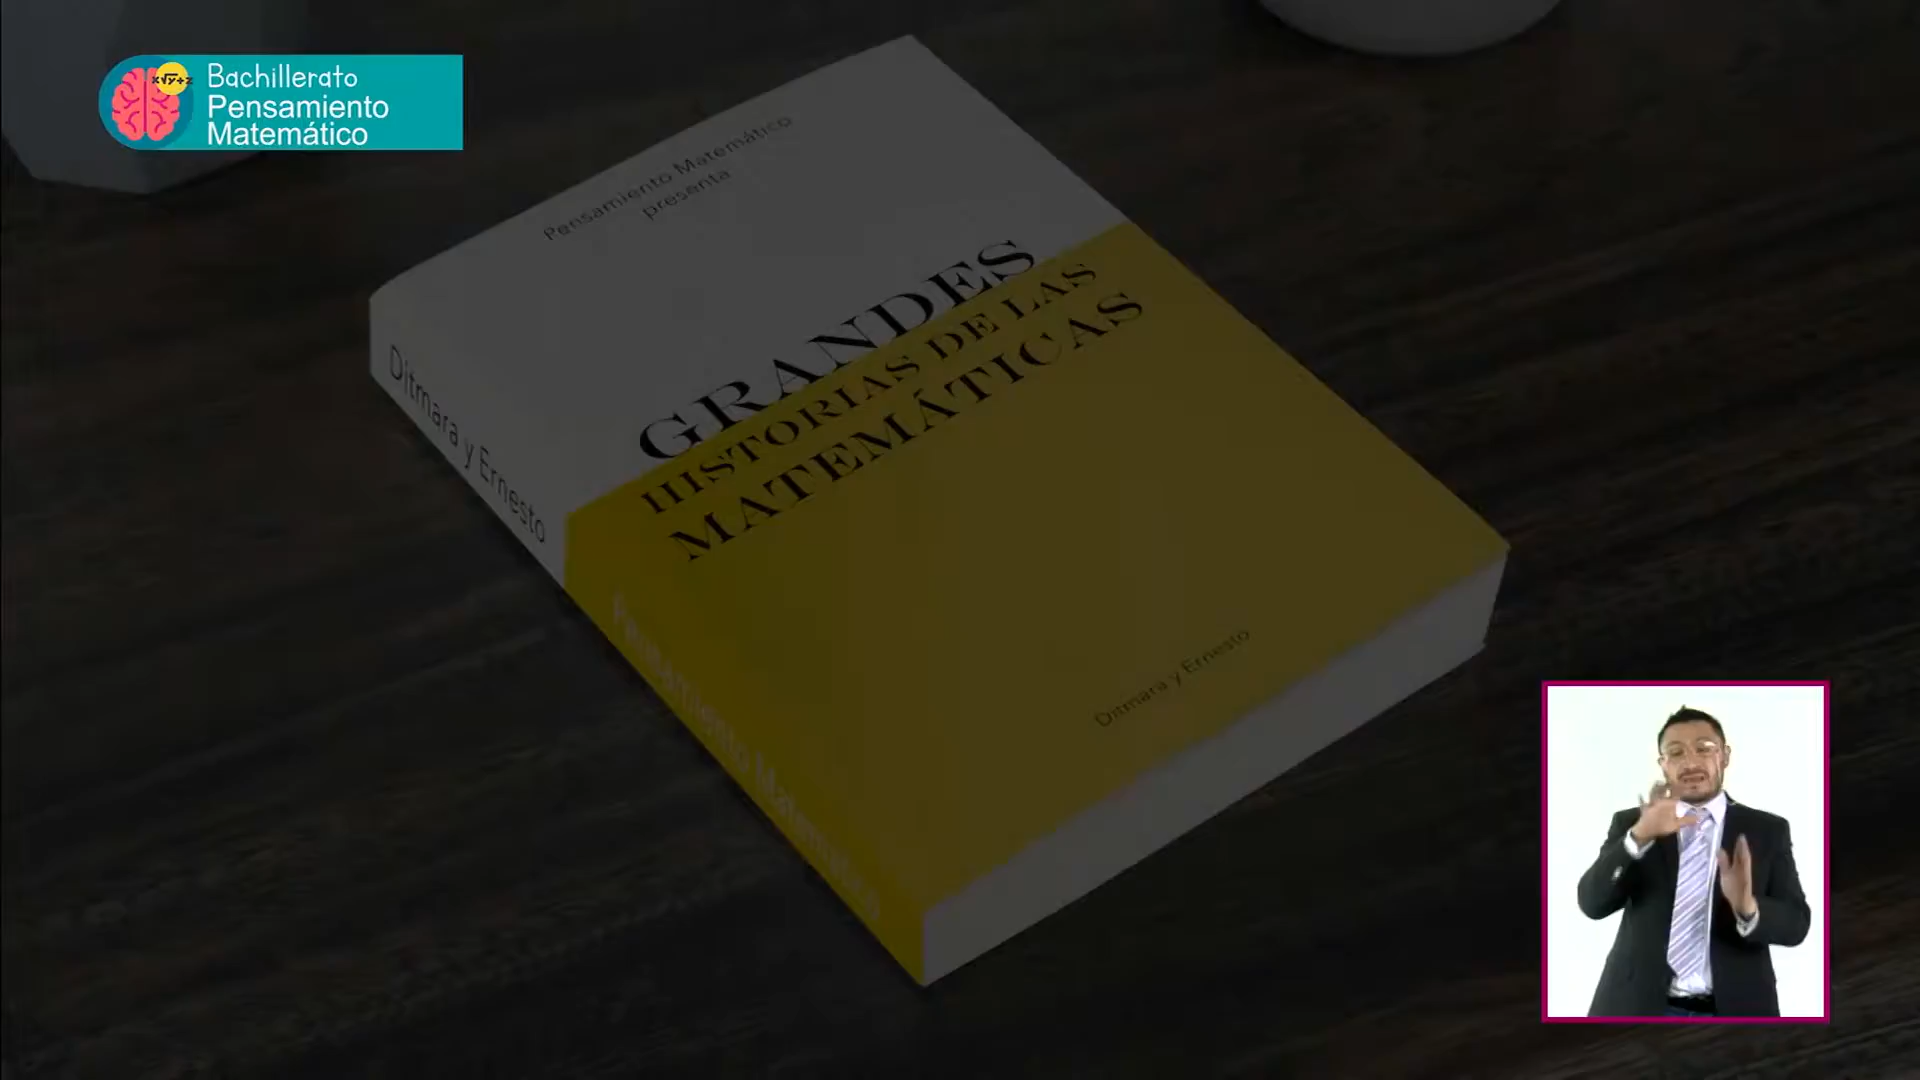 x√y+z
Bachillerato
Pensamiento
Matemático
Pensamiento Matemático
presenta
GRANDES
HISTORIAS DE LAS
MATEMÁTICAS
Ditmara y Ernesto
Ditmara y Ernesto
Pensamiento Matemático